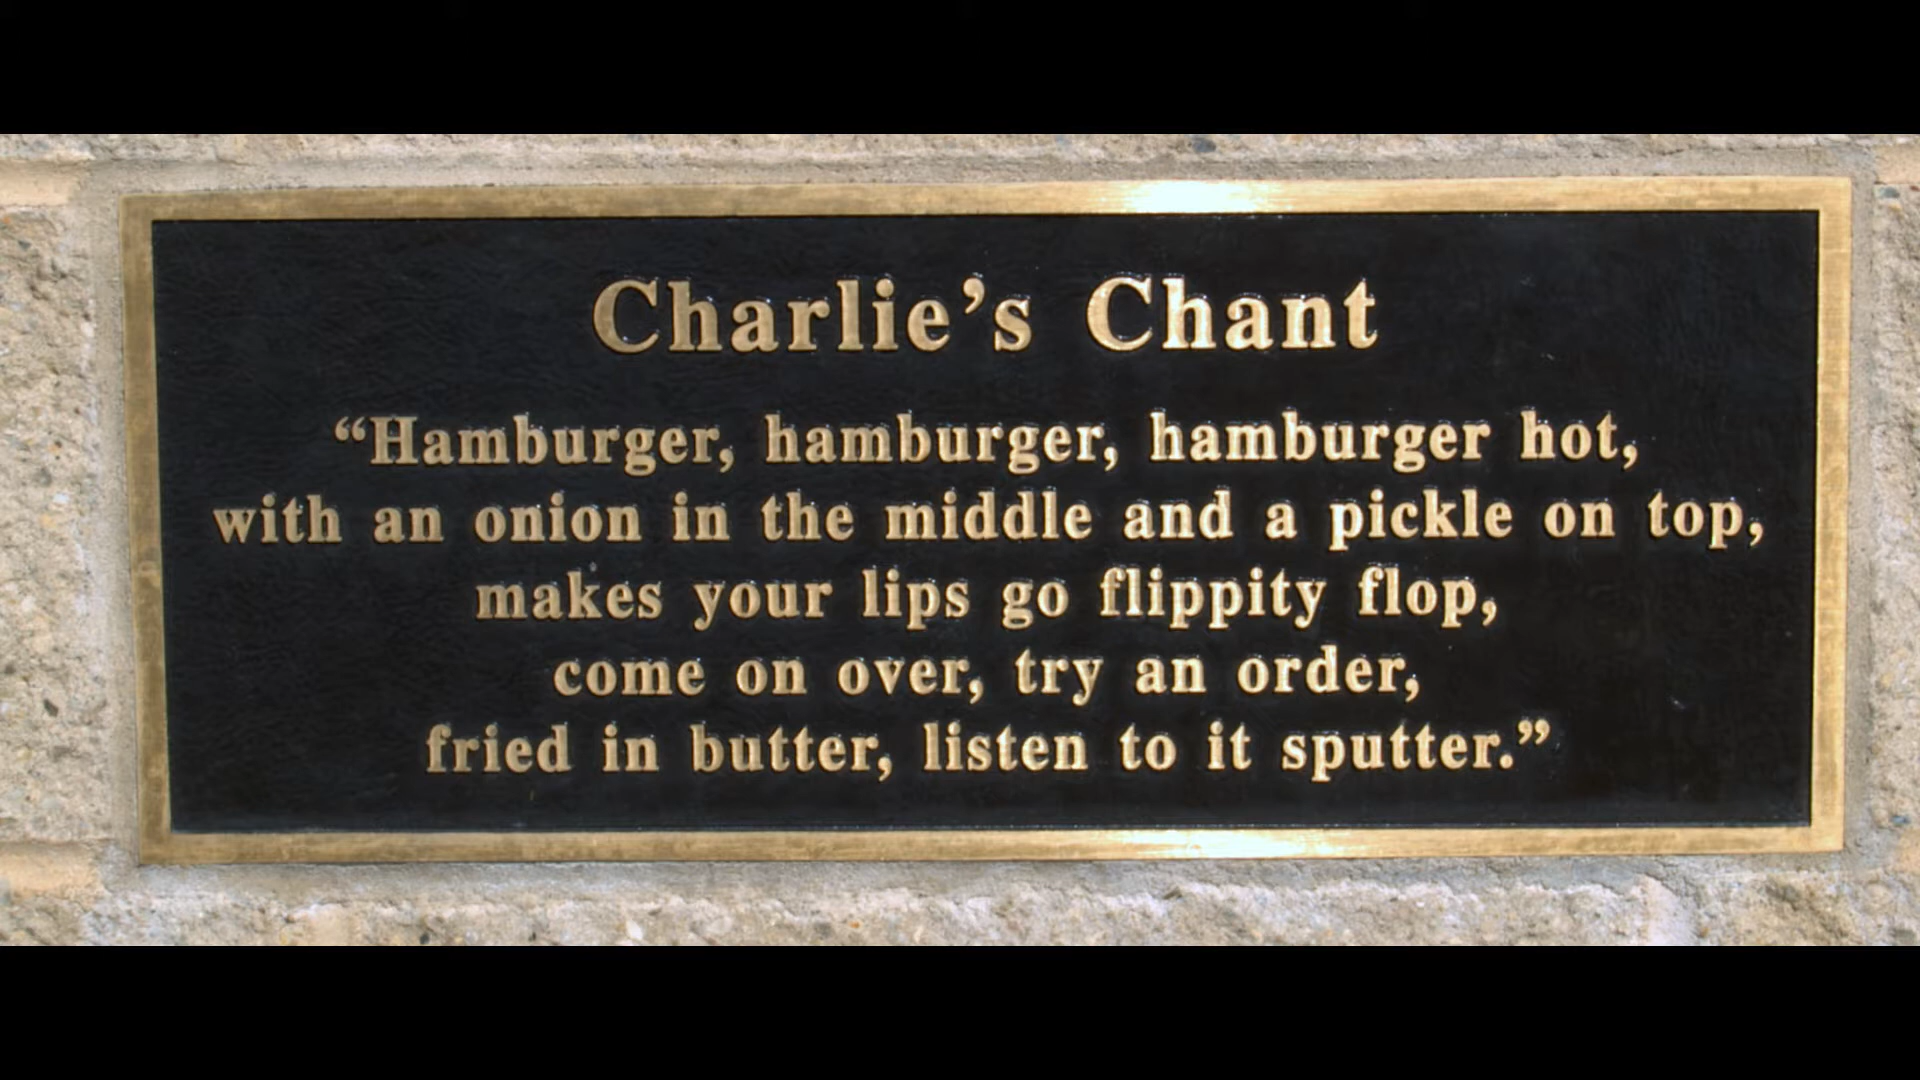 Charlie’s Chant
“Hamburger, hamburger, hamburger hot,
with an onion in the middle and a pickle on top,
makes your lips go flippity flop,
come on over, try an order,
fried in butter, listen to it sputter.”